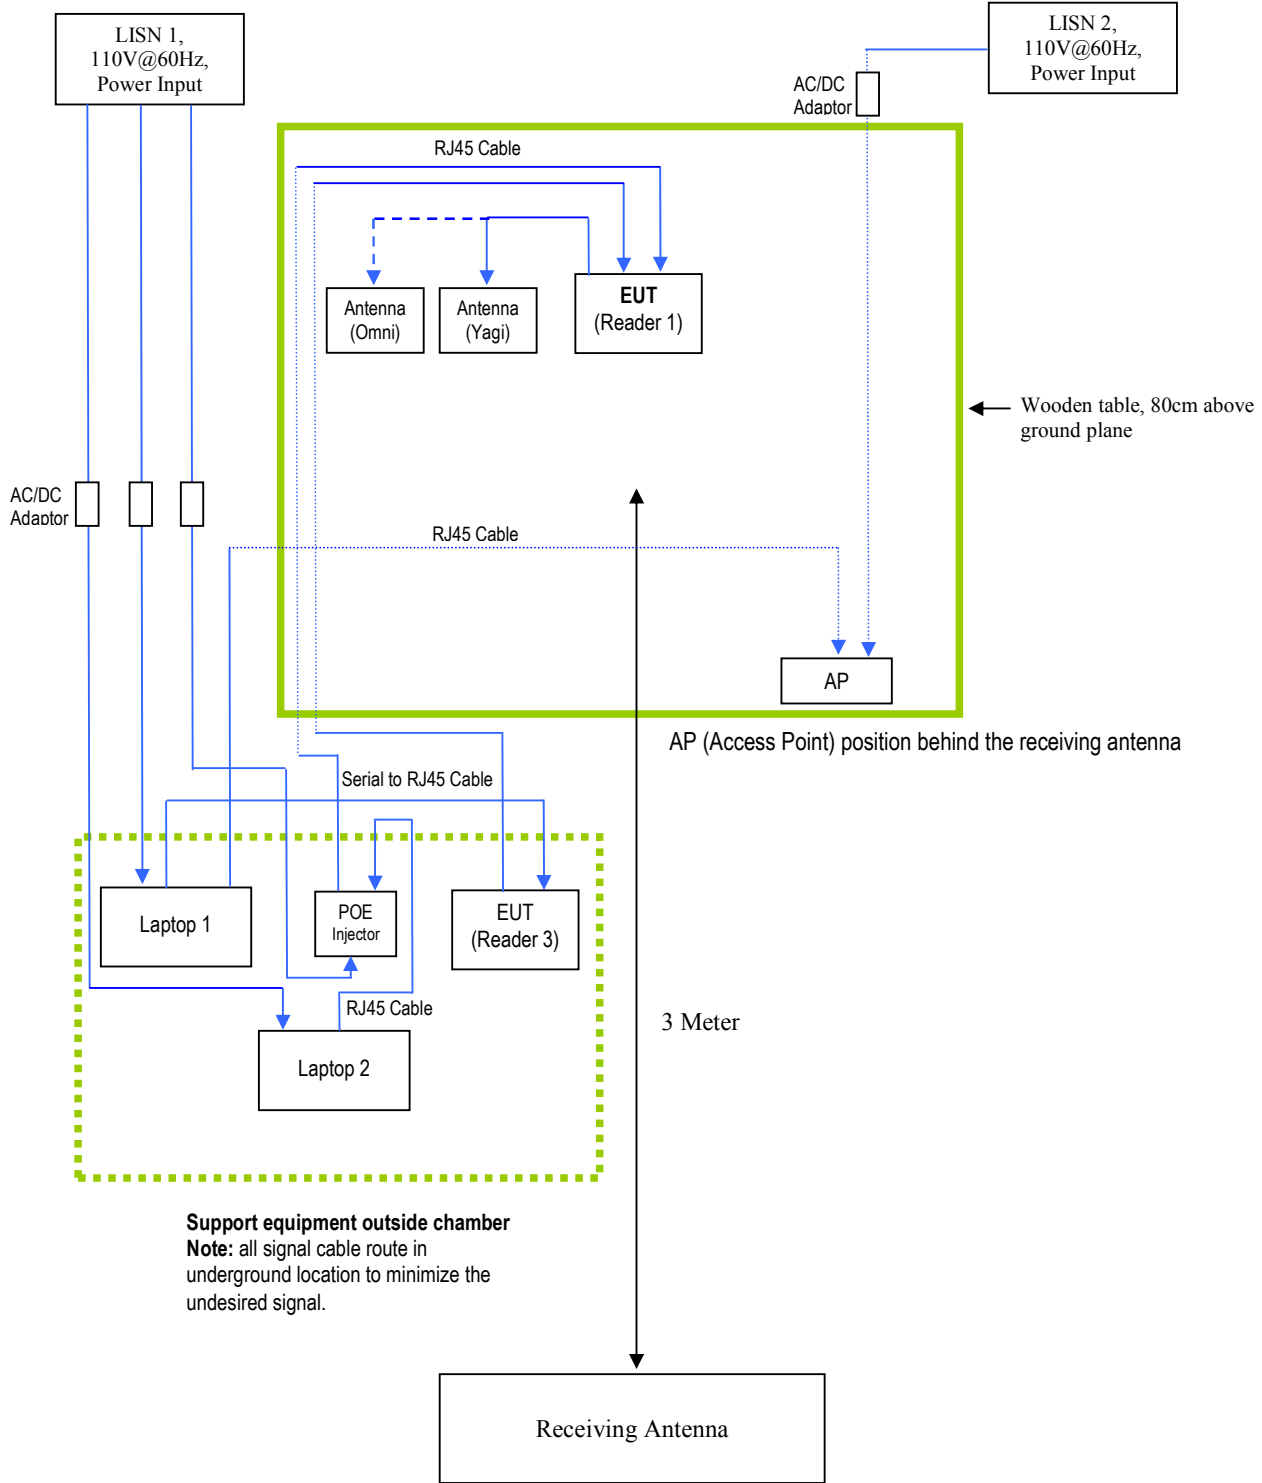 LISN 1,
110V@60Hz,
Power Input
LISN 2,
110V@60Hz,
Power Input
AC/DC
Adaptor
RJ45 Cable
Antenna
(Omni)
Antenna
(Yagi)
EUT
(Reader 1)
Wooden table, 80cm above
ground plane
AC/DC
Adaptor
RJ45 Cable
AP
AP (Access Point) position behind the receiving antenna
Serial to RJ45 Cable
Laptop 1
POE
Injector
EUT
(Reader 3)
RJ45 Cable
Laptop 2
3 Meter
Support equipment outside chamber
Note: all signal cable route in
underground location to minimize the
undesired signal.
Receiving Antenna